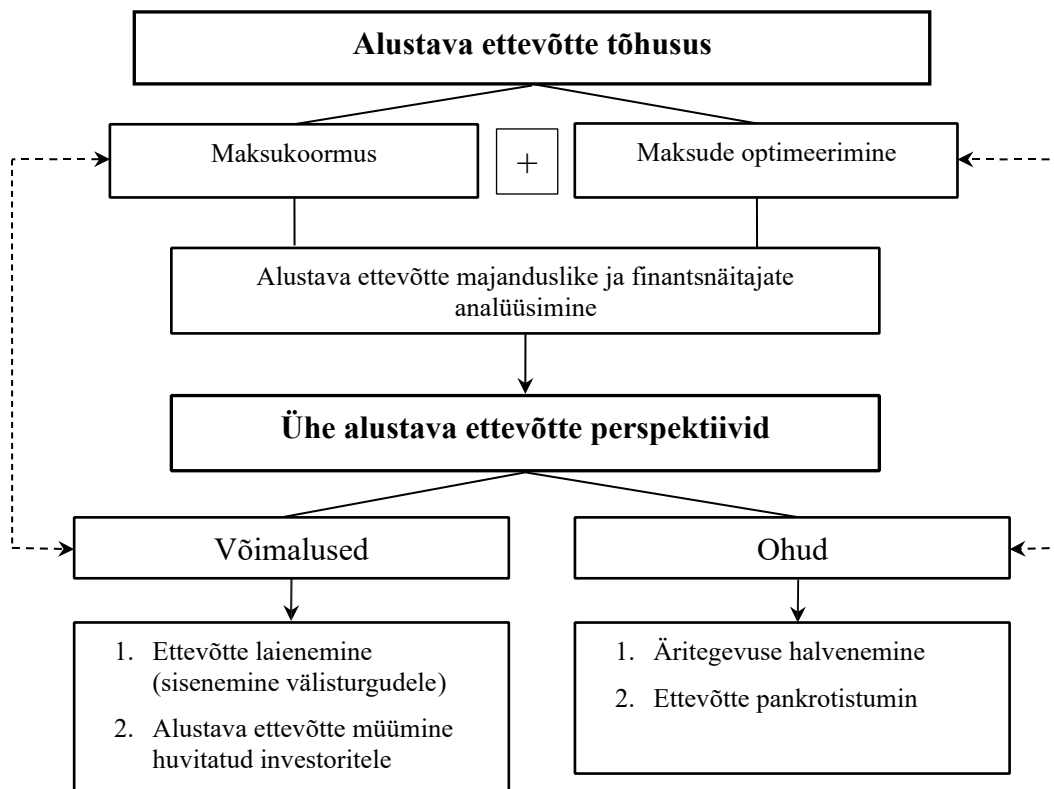 Alustava ettevõtte tõhusus
Maksukoormus
+
Maksude optimeerimine
Alustava ettevõtte majanduslike ja finantsnäitajate
analüüsimine
Ühe alustava ettevõtte perspektiivid
Võimalused
Ohud
1. Ettevõtte laienemine
(sisenemine välisturgudele)
2. Alustava ettevõtte müümine
huvitatud investoritele
1. Äritegevuse halvenemine
2. Ettevõtte pankrotistumin